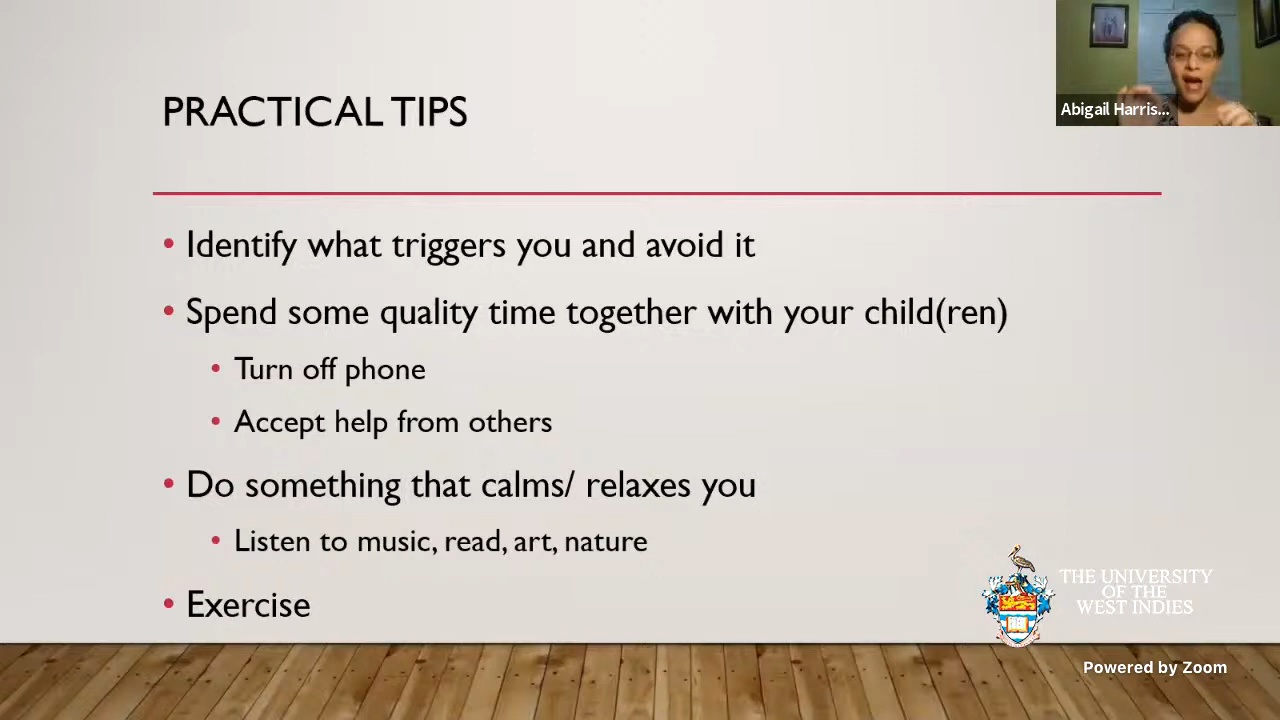 PRACTICAL TIPS
Abigail Harris...
• Identify what triggers you and avoid it
• Spend some quality time together with your child(ren)
• Turn off phone
• Accept help from others
• Do something that calms/ relaxes you
• Listen to music, read, art, nature
• Exercise
THE UNIVERSITY
OF THE
WEST INDIES
Powered by Zoom